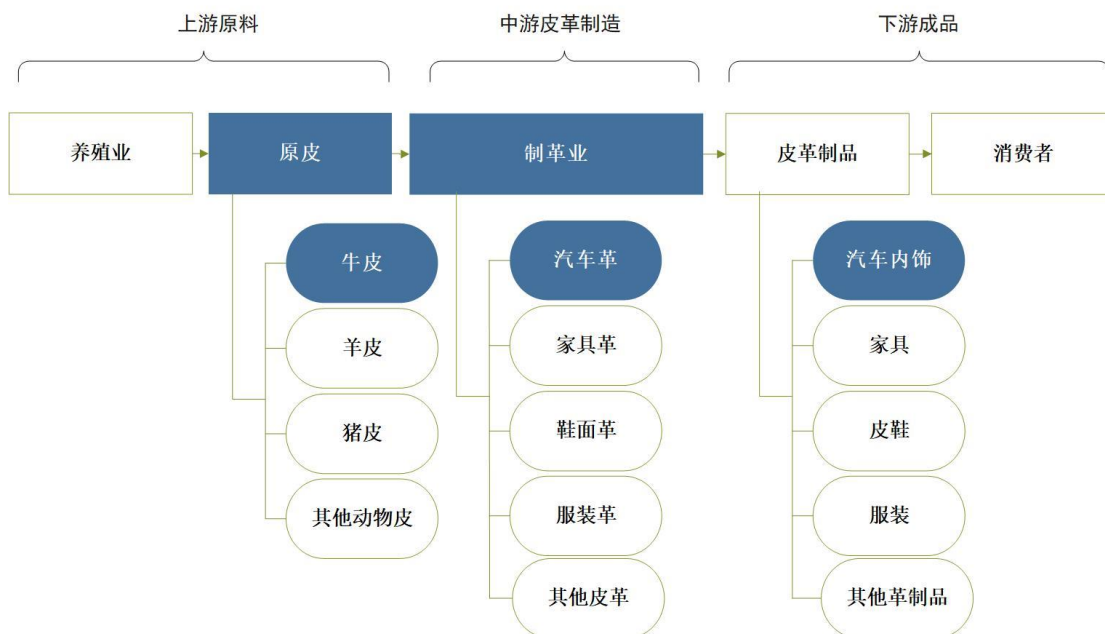 上游原料
中游皮革制造
下游成品
养殖业
原皮
制革业
皮革制品
消费者
牛皮
羊皮
猪皮
其他动物皮
汽车革
家具革
鞋面革
服装革
其他皮革
汽车内饰
家具
皮鞋
服装
其他革制品